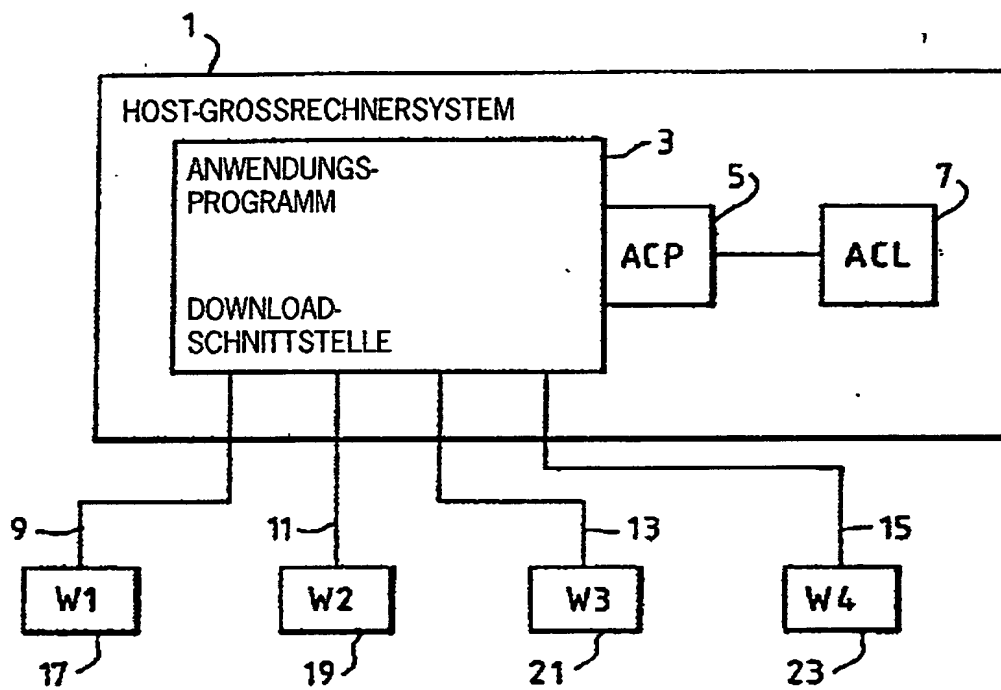 1
HOST-GROSSRECHNERSYSTEM
3
ANWENDUNGS-
PROGRAMM
5
7
ACP
ACL
DOWNLOAD-
SCHNITTSTELLE
9
11
13
15
W1
W2
W3
W4
17
19
21
23